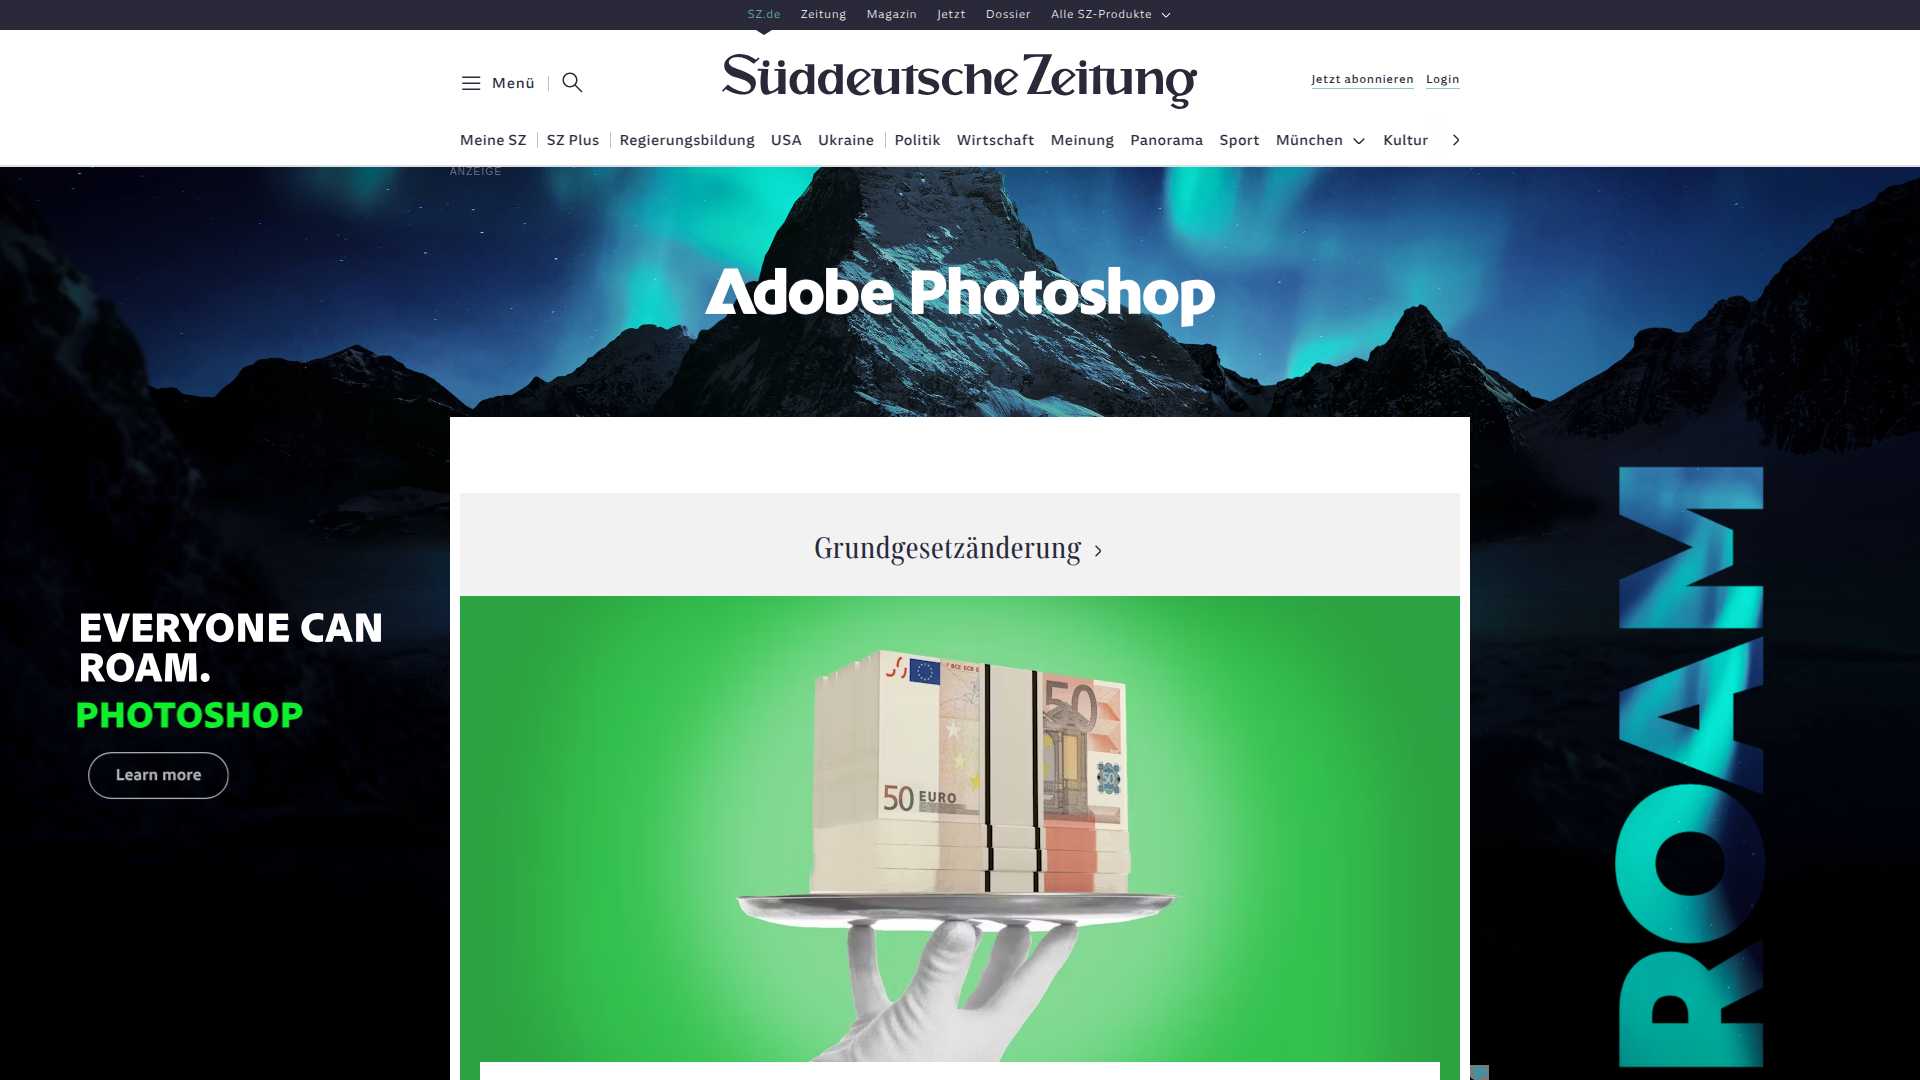 SZ.de Zeitung Magazin Jetzt Dossier Alle SZ-Produkte
Menü
Süddeutsche Zeitung
Jetzt abonnieren Login
Meine SZ SZ Plus Regierungsbildung USA Ukraine Politik Wirtschaft Meinung Panorama Sport München Kultur
ANZEIGE
Adobe Photoshop
Grundgesetzänderung
EVERYONE CAN
ROAM.
PHOTOSHOP
Learn more
ROAM
50
50 EURO
50